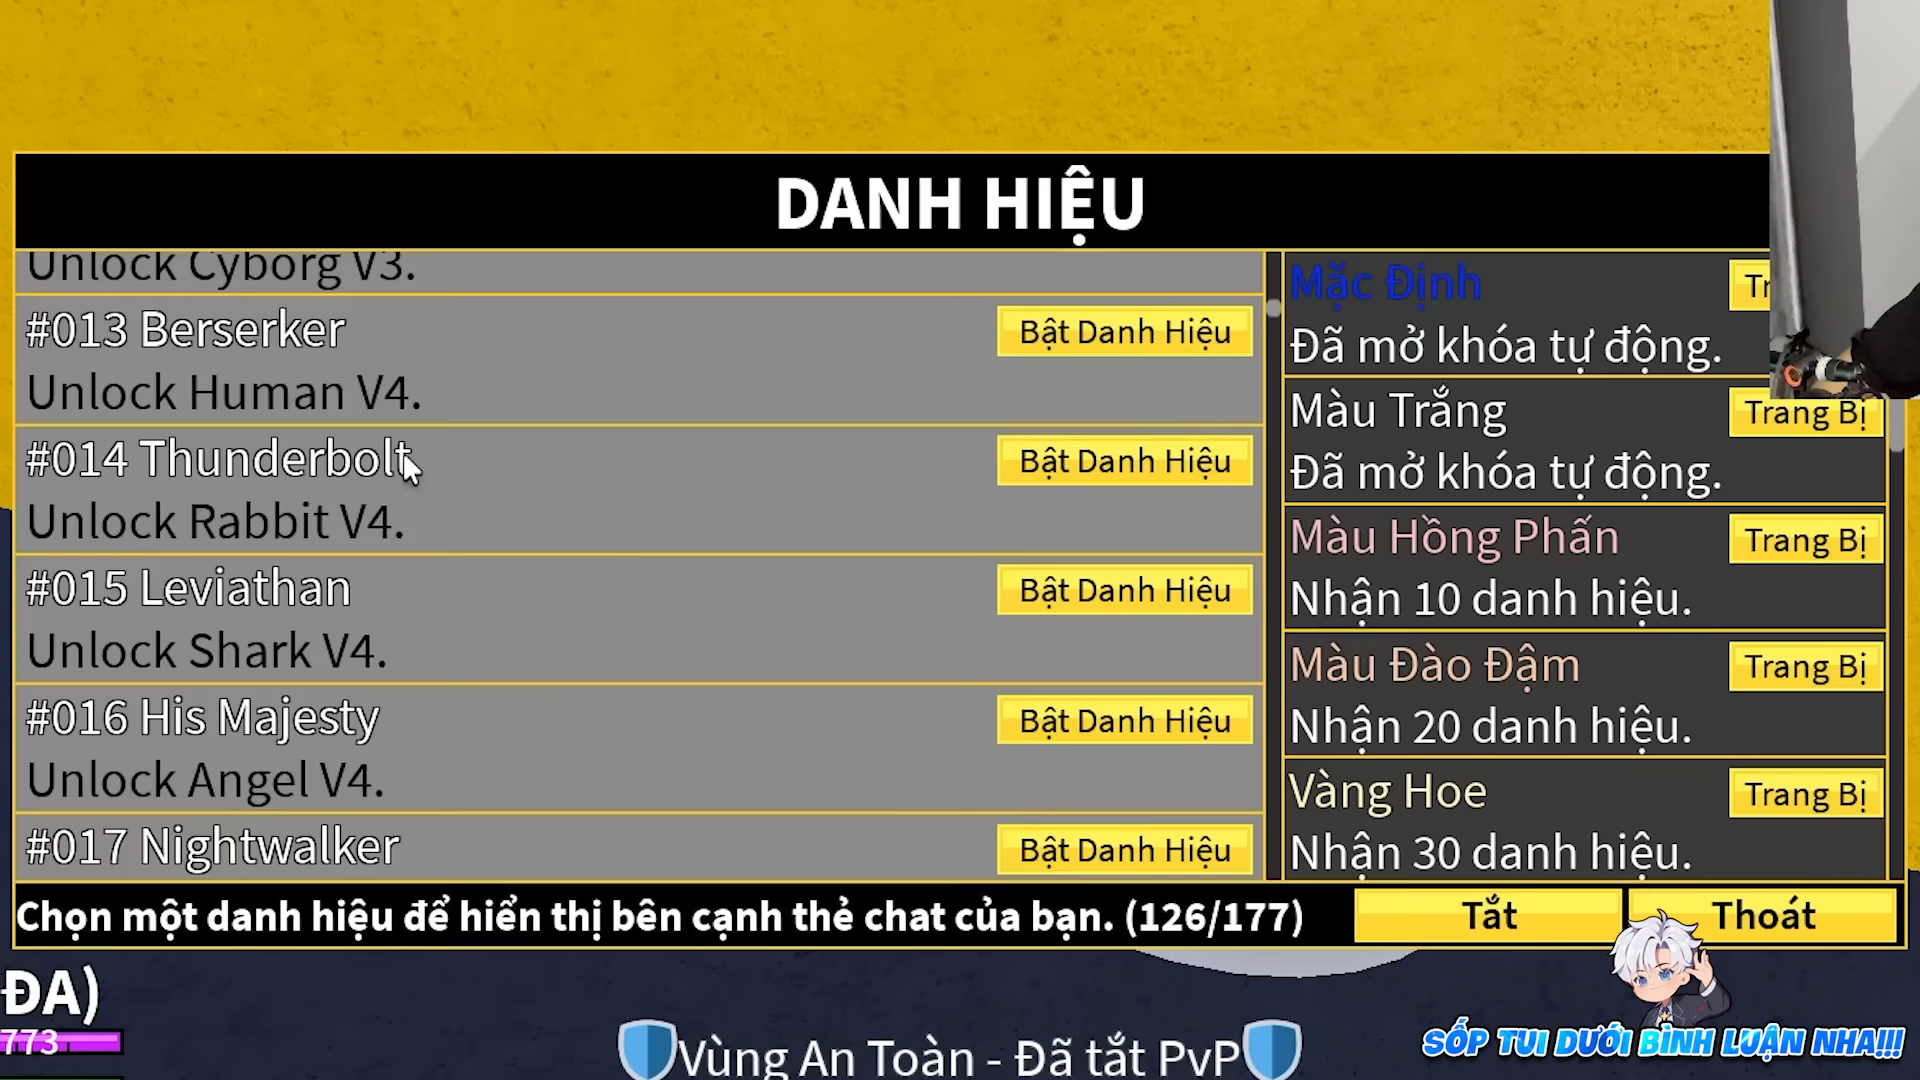 DANH HIỆU
Unlock Cyborg V3.
#013 Berserker
Bật Danh Hiệu
Unlock Human V4.
#014 Thunderbolt
Bật Danh Hiệu
Unlock Rabbit V4.
#015 Leviathan
Bật Danh Hiệu
Unlock Shark V4.
#016 His Majesty
Bật Danh Hiệu
Unlock Angel V4.
#017 Nightwalker
Bật Danh Hiệu
Mặc Định
Tr
Đã mở khóa tự động.
Màu Trắng
Trang Bị
Đã mở khóa tự động.
Màu Hồng Phấn
Trang Bị
Nhận 10 danh hiệu.
Màu Đào Đậm
Trang Bị
Nhận 20 danh hiệu.
Vàng Hoe
Trang Bị
Nhận 30 danh hiệu.
Chọn một danh hiệu để hiển thị bên cạnh thẻ chat của bạn. (126/177)
Tắt
Thoát
ĐA)
773
Vùng An Toàn - Đã tắt PvP
SỐP TUI DƯỚI BÌNH LUẬN NHA!!!